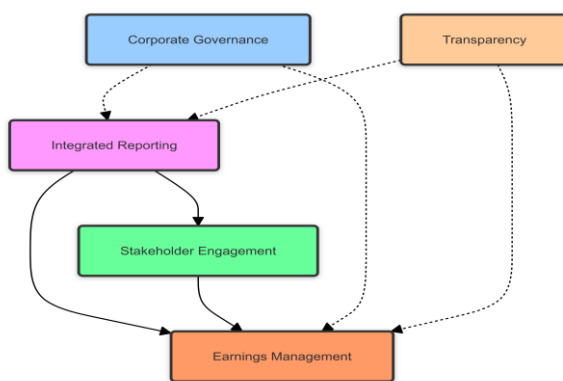 Corporate Governance
Transparency
Integrated Reporting
Stakeholder Engagement
Earnings Management